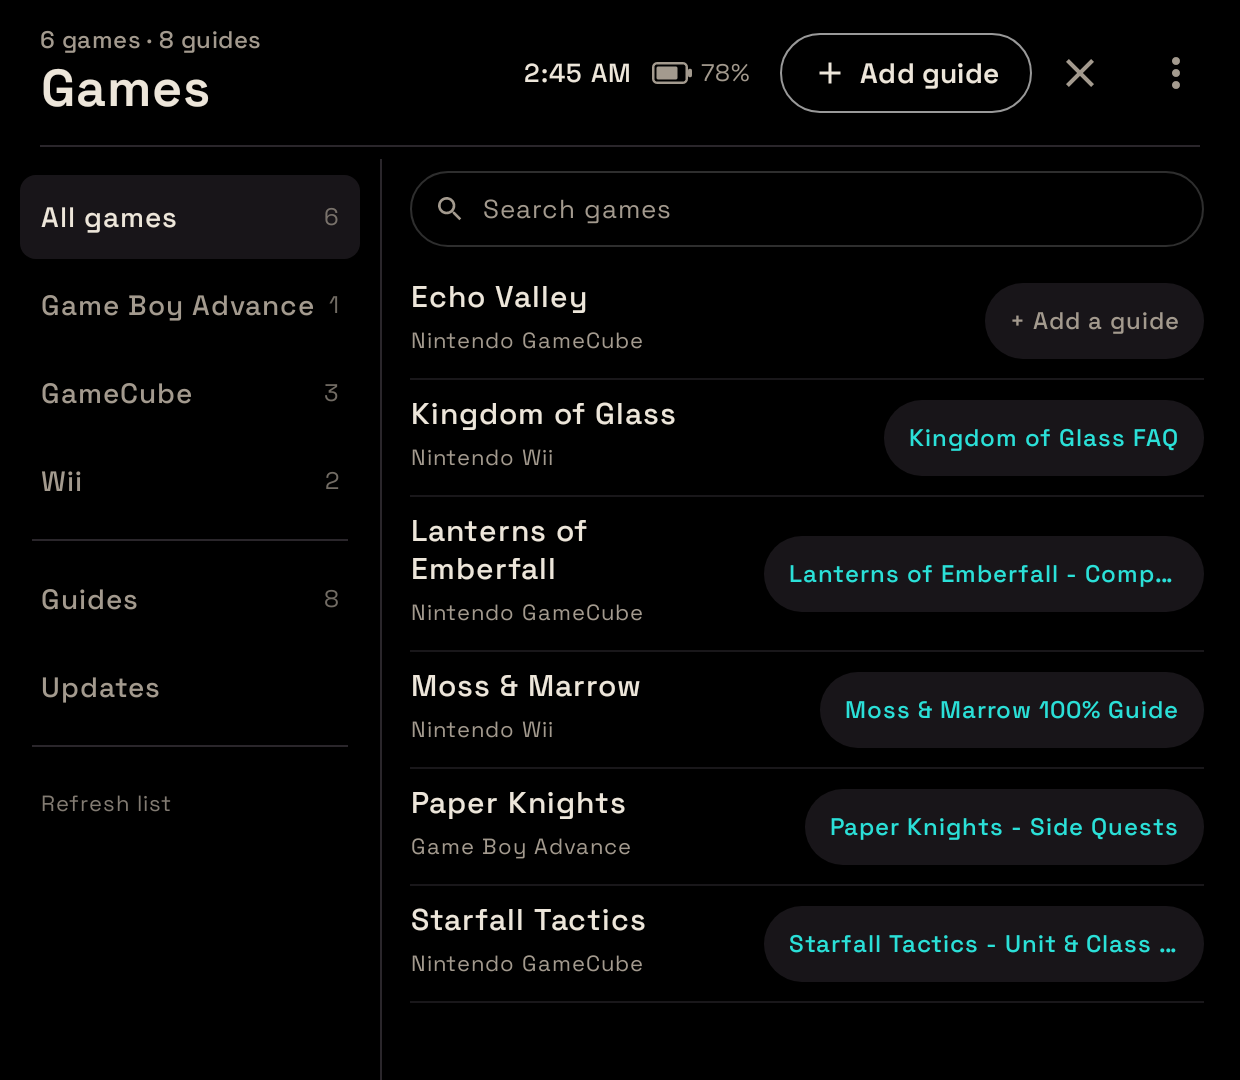 6 games · 8 guides
Games
2:45 AM
78%
+ Add guide
All games 6
Game Boy Advance 1
GameCube 3
Wii 2
Guides 8
Updates
Refresh list
Search games
Echo Valley
Nintendo GameCube
+ Add a guide
Kingdom of Glass
Nintendo Wii
Kingdom of Glass FAQ
Lanterns of
Emberfall
Nintendo GameCube
Lanterns of Emberfall - Comp...
Moss & Marrow
Nintendo Wii
Moss & Marrow 100% Guide
Paper Knights
Game Boy Advance
Paper Knights - Side Quests
Starfall Tactics
Nintendo GameCube
Starfall Tactics - Unit & Class ...